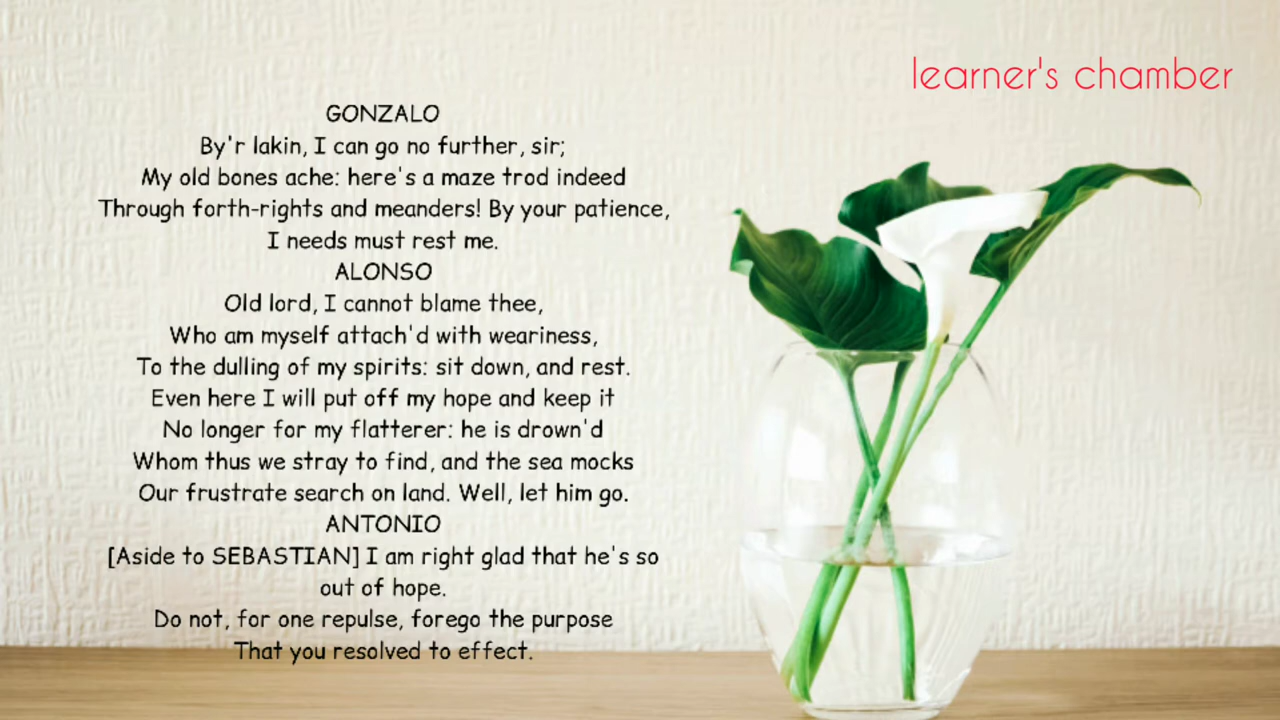 learner's chamber
GONZALO
By'r lakin, I can go no further, sir;
My old bones ache: here's a maze trod indeed
Through forth-rights and meanders! By your patience,
I needs must rest me.
ALONSO
Old lord, I cannot blame thee,
Who am myself attach'd with weariness,
To the dulling of my spirits: sit down, and rest.
Even here I will put off my hope and keep it
No longer for my flatterer: he is drown'd
Whom thus we stray to find, and the sea mocks
Our frustrate search on land. Well, let him go.
ANTONIO
[Aside to SEBASTIAN] I am right glad that he's so
out of hope.
Do not, for one repulse, forego the purpose
That you resolved to effect.